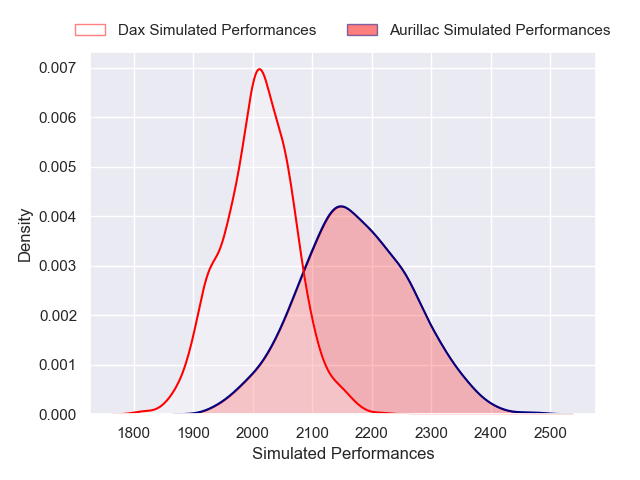 Dax Simulated Performances Aurillac Simulated Performances
0.007
0.006
0.005
0.004
0.003
0.002
0.001
0.000
Density
1800 1900 2000 2100 2200 2300 2400 2500
Simulated Performances